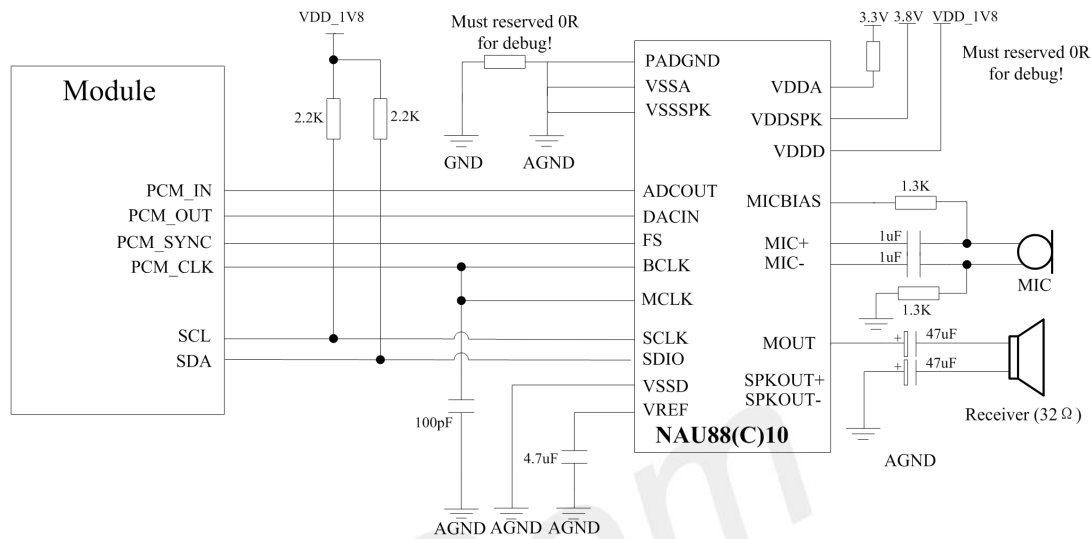 VDD_1V8
Must reserved 0R
for debug!
3.3V 3.8V VDD_1V8
Must reserved 0R
for debug!
Module
2.2K
2.2K
GND
AGND
PADGND
VSSA
VSSSPK
VDDA
VDDSPK
VDDD
PCM_IN
PCM_OUT
PCM_SYNC
PCM_CLK
SCL
SDA
ADCOUT
DACIN
FS
BCLK
MCLK
SCLK
SDIO
VSSD
VREF
MICBIAS
MIC+
MIC-
MOUT
SPKOUT+
SPKOUT-
NAU88(C)10
1.3K
1uF
1uF
MIC
1.3K
+
47uF
+
47uF
Receiver (32Ω)
AGND
100pF
4.7uF
AGND AGND AGND